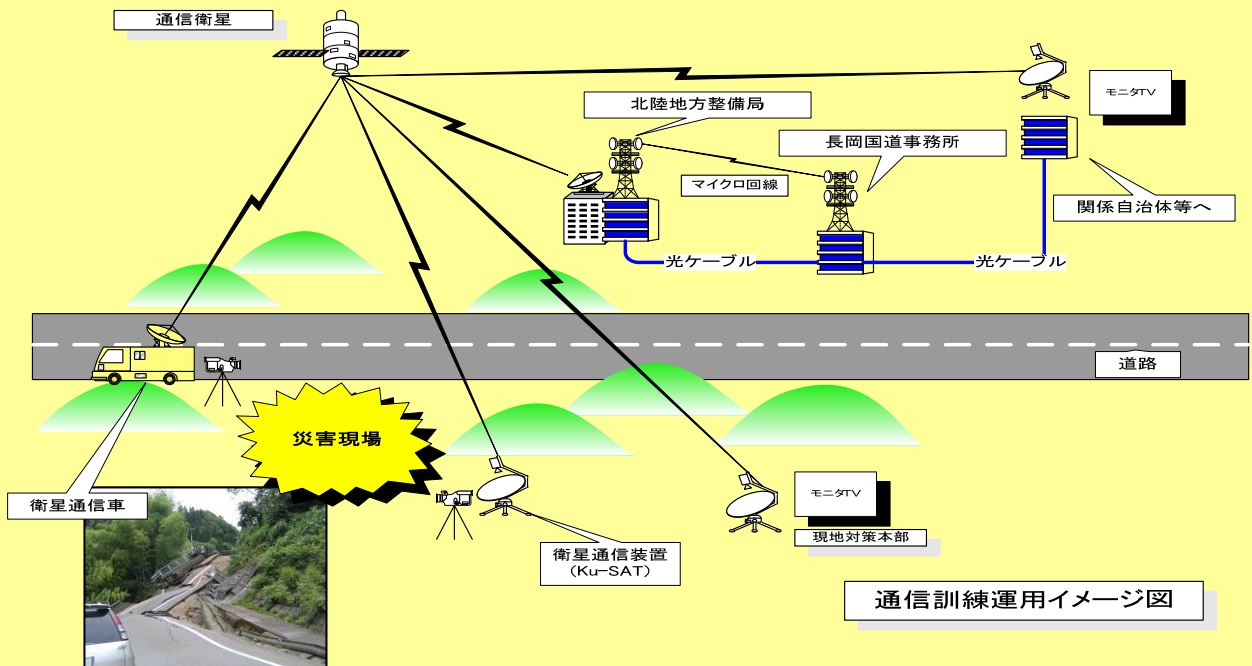 通信衛星
モニタTV
北陸地方整備局
長岡国道事務所
マイクロ回線
関係自治体等へ
光ケーブル
光ケーブル
道路
災害現場
衛星通信車
モニタTV
現地対策本部
衛星通信装置
(Ku-SAT)
通信訓練運用イメージ図